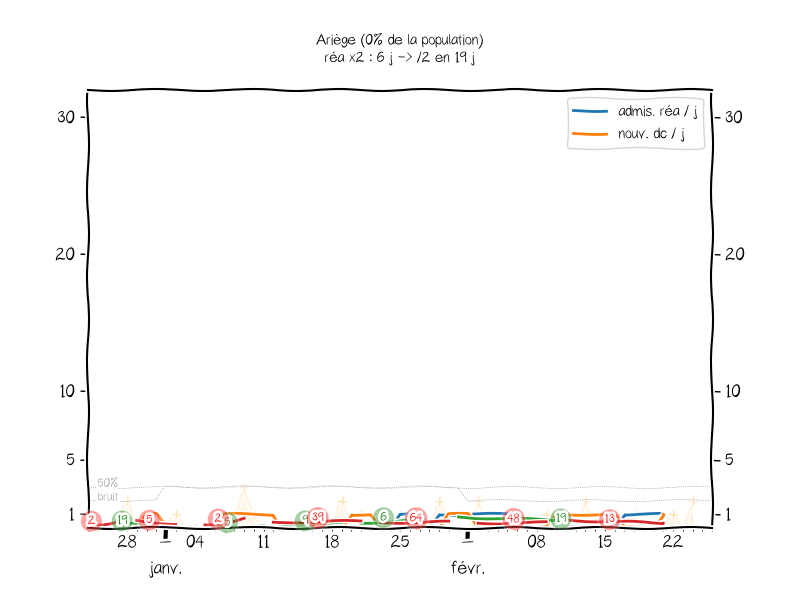 Ariège (0% de la population)
réa x2 : 6 j -> /2 en 19 j
admis. réa / j
nouv. dc / j
30 30
20 20
10 10
5 5
1 1
50%
bruit
2 19 5 2 9 39 6 64 48 19 13
28 04 11 18 25 08 15 22
janv. févr.